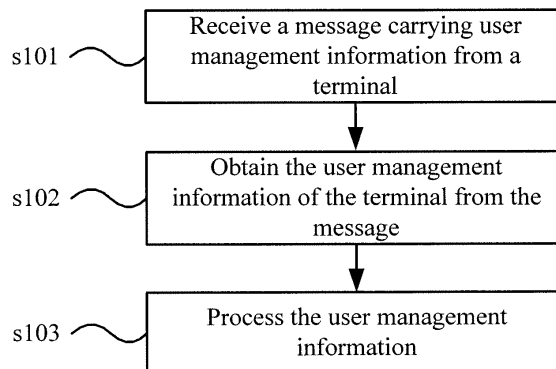 Receive a message carrying user
s101
management information from a
terminal
Obtain the user management
s102
information of the terminal from the
message
s103
Process the user management
information